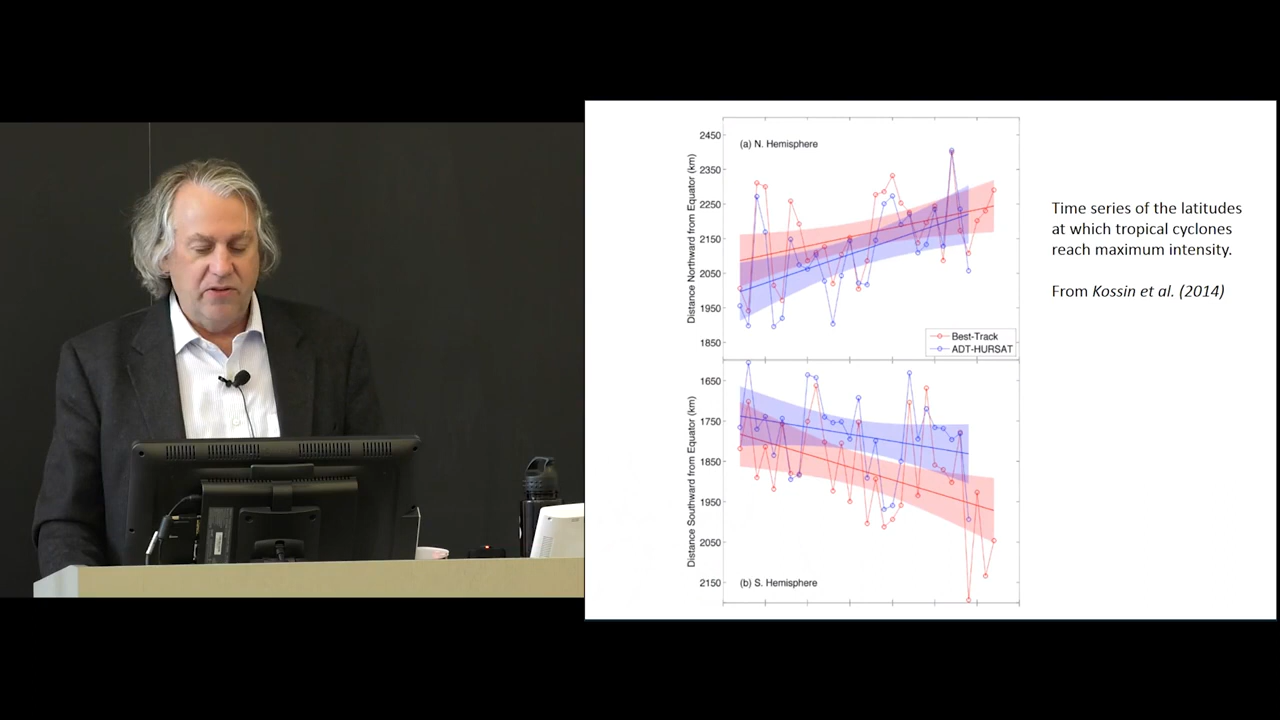 2450
(a) N. Hemisphere
2350
2250
2150
2050
1950
1850
Distance Northward from Equator (km)
Best-Track
ADT-HURSAT
1650
1750
1850
1950
2050
2150
Distance Southward from Equator (km)
(b) S. Hemisphere
Time series of the latitudes
at which tropical cyclones
reach maximum intensity.
From Kossin et al. (2014)